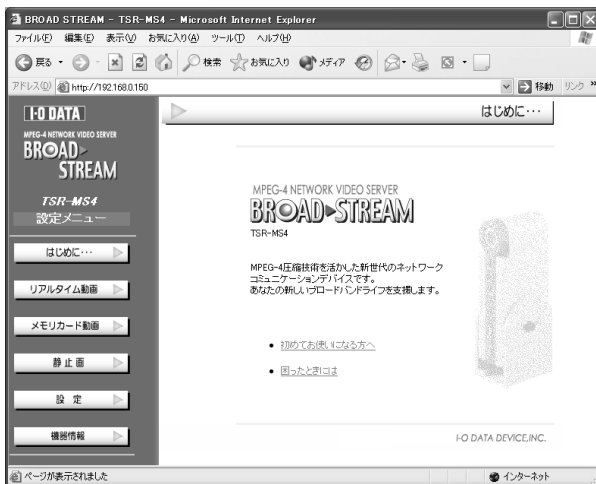 BROAD STREAM - TSR-MS4 - Microsoft Internet Explorer
ファイル(F) 編集(E) 表示(V) お気に入り(A) ツール(T) ヘルプ(H)
戻る 検索 お気に入り メディア
アドレス(D) http://192.168.0.150 移動 リンク »
I-O DATA
MPEG-4 NETWORK VIDEO SERVER
BROAD
STREAM
TSR-MS4
設定メニュー
はじめに…
リアルタイム動画
メモリカード動画
静止画
設 定
機器情報
はじめに…
MPEG-4 NETWORK VIDEO SERVER
BROAD STREAM
TSR-MS4
MPEG-4圧縮技術を活かした新世代のネットワーク
コミュニケーションデバイスです。
あなたの新しいブロードバンドライフを支援します。
初めてお使いになる方へ
困ったときには
I-O DATA DEVICE,INC.
ページが表示されました インターネット